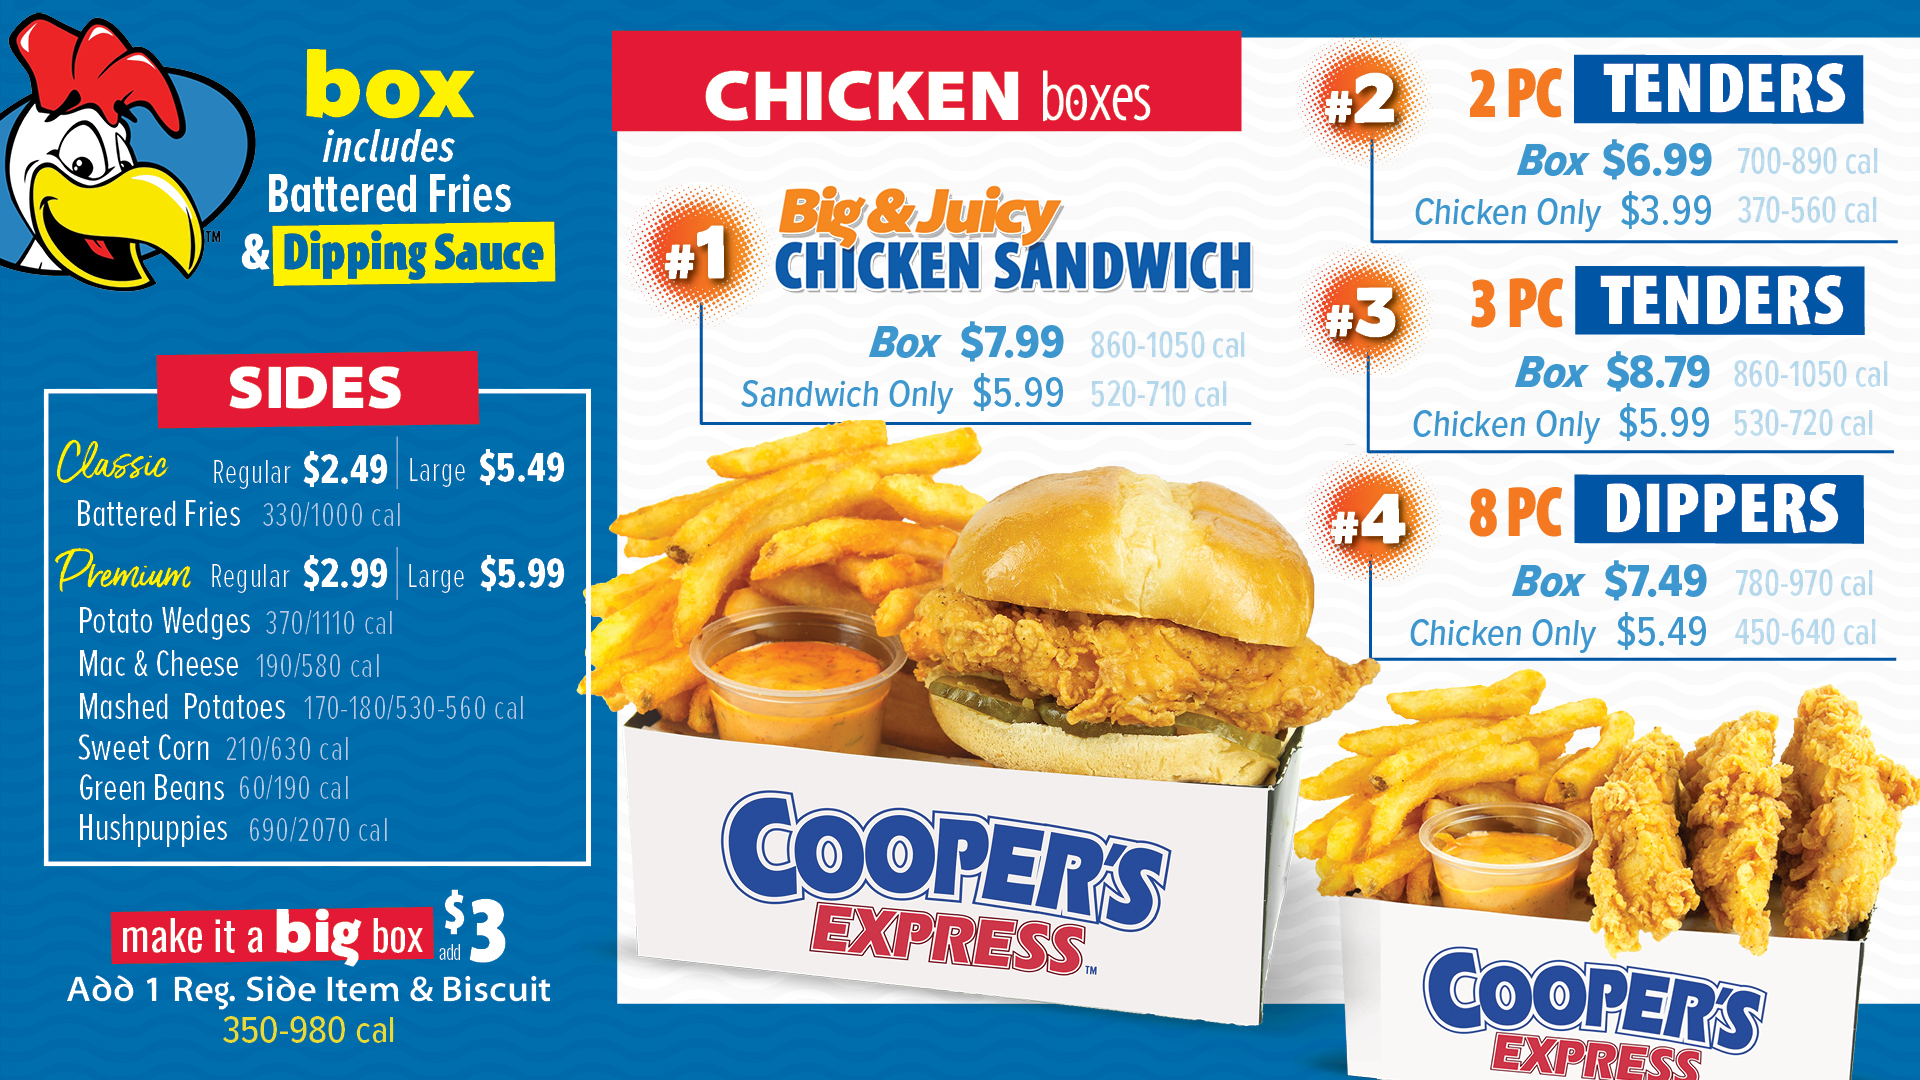 box
includes
Battered Fries
& Dipping Sauce
TM
SIDES
Classic Regular $2.49 Large $5.49
Battered Fries 330/1000 cal
Premium Regular $2.99 Large $5.99
Potato Wedges 370/1110 cal
Mac & Cheese 190/580 cal
Mashed Potatoes 170-180/530-560 cal
Sweet Corn 210/630 cal
Green Beans 60/190 cal
Hushpuppies 690/2070 cal
make it a big box add $3
Add 1 Reg. Side Item & Biscuit
350-980 cal
CHICKEN boxes
#1 Big & Juicy
CHICKEN SANDWICH
Box $7.99 860-1050 cal
Sandwich Only $5.99 520-710 cal
#2 2 PC TENDERS
Box $6.99 700-890 cal
Chicken Only $3.99 370-560 cal
#3 3 PC TENDERS
Box $8.79 860-1050 cal
Chicken Only $5.99 530-720 cal
#4 8 PC DIPPERS
Box $7.49 780-970 cal
Chicken Only $5.49 450-640 cal
COOPER'S
EXPRESS TM
COOPER'S
EXPRESS